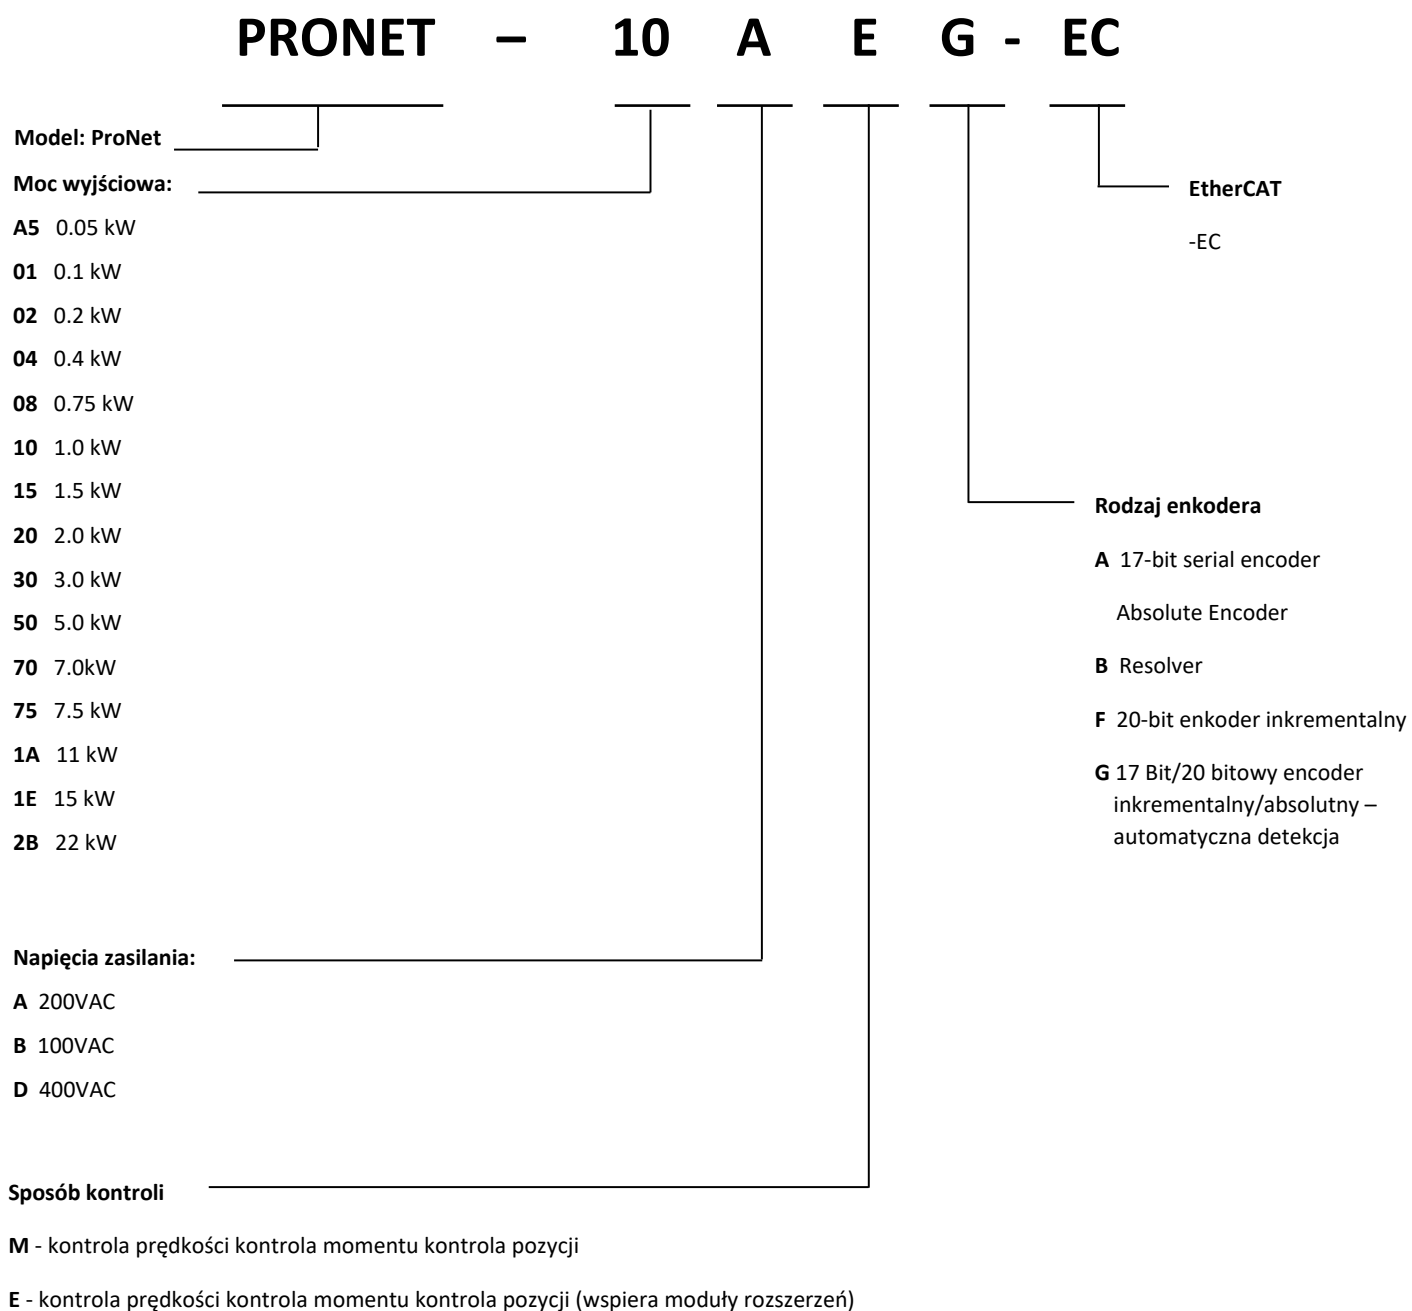 PRONET – 10 A E G - EC
Model: ProNet
Moc wyjściowa:
A5 0.05 kW
01 0.1 kW
02 0.2 kW
04 0.4 kW
08 0.75 kW
10 1.0 kW
15 1.5 kW
20 2.0 kW
30 3.0 kW
50 5.0 kW
70 7.0kW
75 7.5 kW
1A 11 kW
1E 15 kW
2B 22 kW
EtherCAT
-EC
Rodzaj enkodera
A 17-bit serial encoder
Absolute Encoder
B Resolver
F 20-bit enkoder inkrementalny
G 17 Bit/20 bitowy encoder
inkrementalny/absolutny –
automatyczna detekcja
Napięcia zasilania:
A 200VAC
B 100VAC
D 400VAC
Sposób kontroli
M - kontrola prędkości kontrola momentu kontrola pozycji
E - kontrola prędkości kontrola momentu kontrola pozycji (wspiera moduły rozszerzeń)